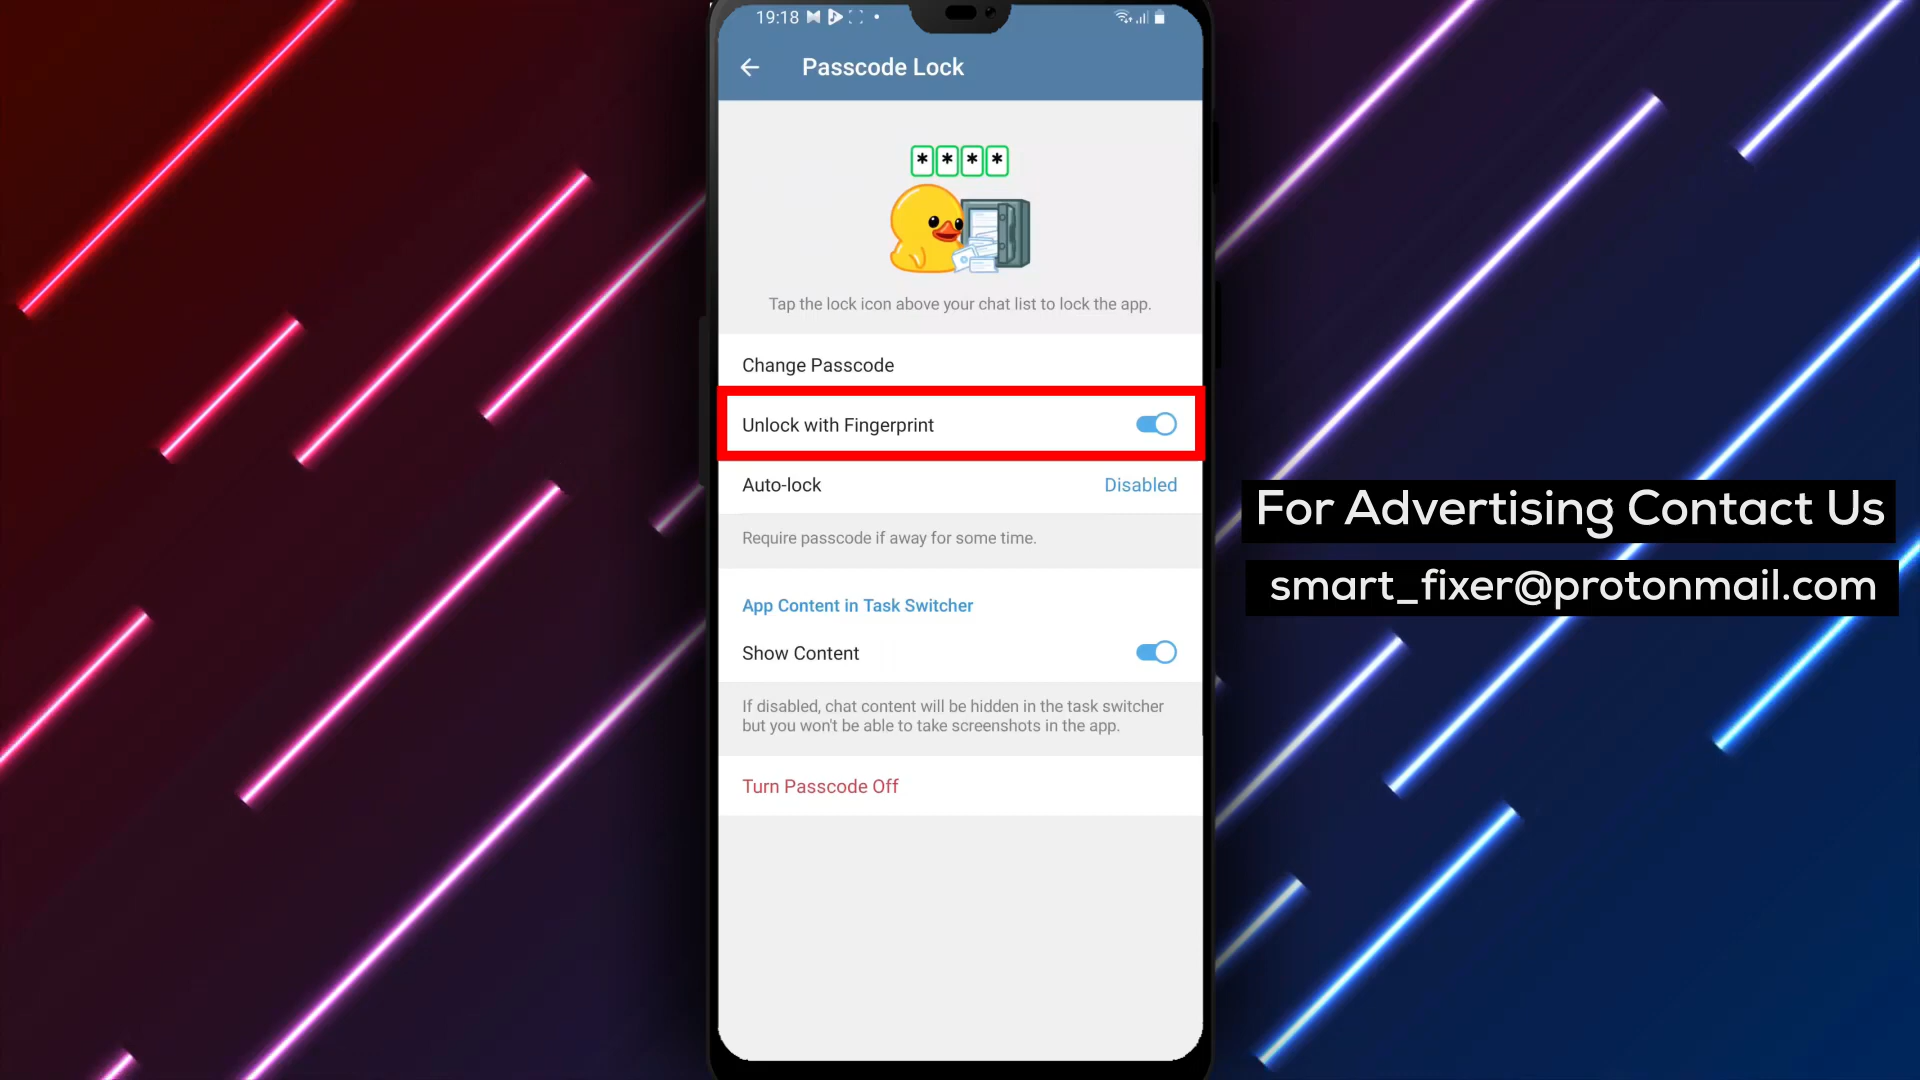 19:18
Passcode Lock
* * * *
Tap the lock icon above your chat list to lock the app.
Change Passcode
Unlock with Fingerprint
Auto-lock Disabled
Require passcode if away for some time.
App Content in Task Switcher
Show Content
If disabled, chat content will be hidden in the task switcher
but you won't be able to take screenshots in the app.
Turn Passcode Off
For Advertising Contact Us
smart_fixer@protonmail.com